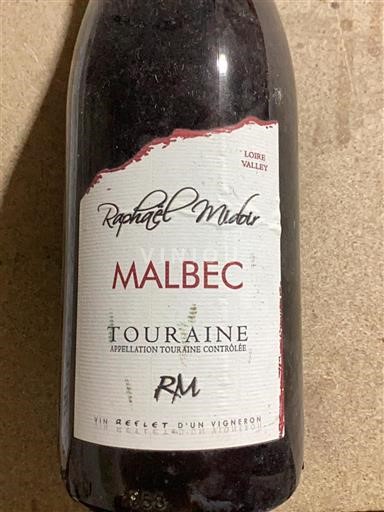 LOIRE
VALLEY
Raphaël Midoir
MALBEC
TOURAINE
APPELLATION TOURAINE CONTRÔLÉE
RM
VIN REFLET D'UN VIGNERON